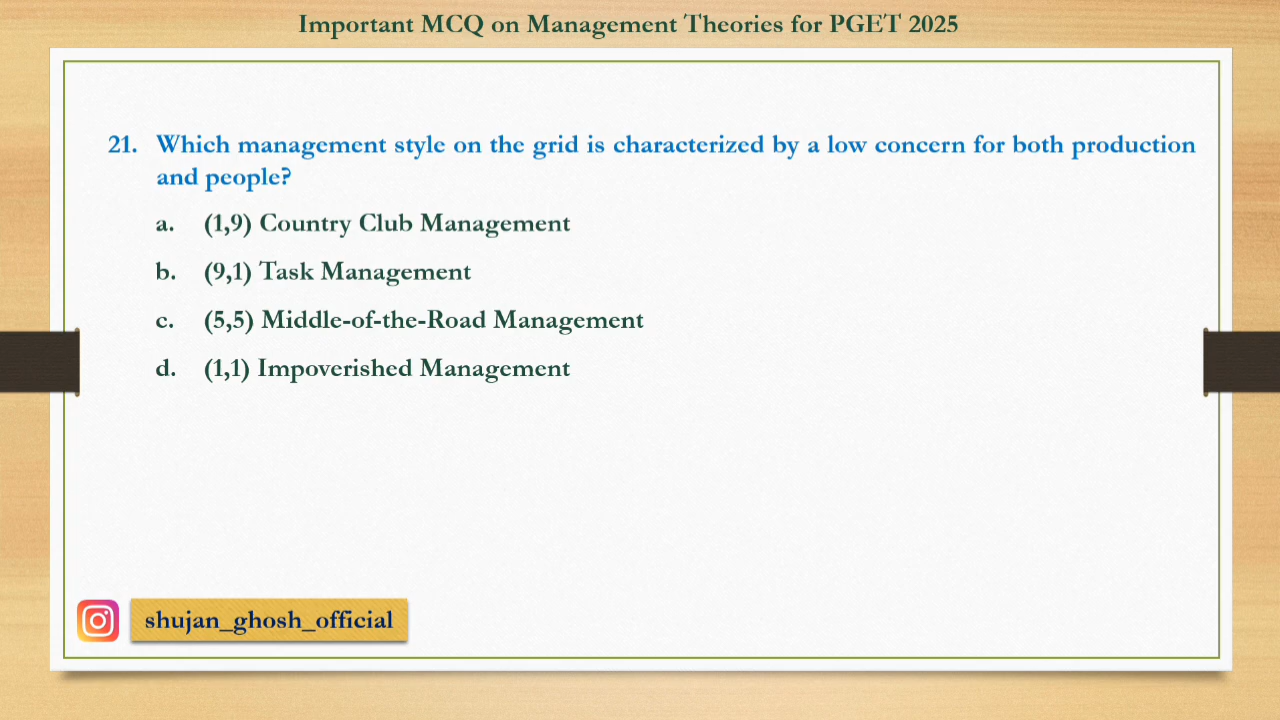 Important MCQ on Management Theories for PGET 2025
21. Which management style on the grid is characterized by a low concern for both production
and people?
a. (1,9) Country Club Management
b. (9,1) Task Management
c. (5,5) Middle-of-the-Road Management
d. (1,1) Impoverished Management
shujan_ghosh_official